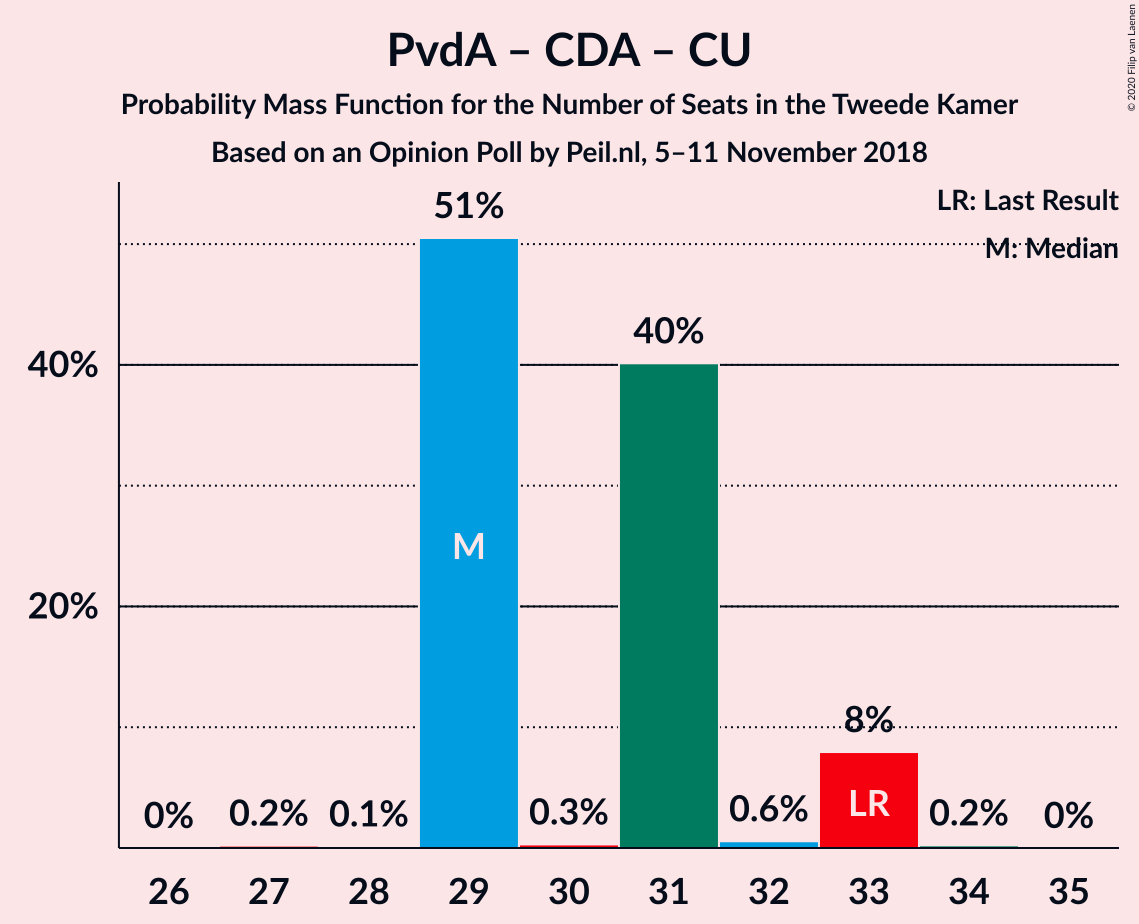 PvdA – CDA – CU
Probability Mass Function for the Number of Seats in the Tweede Kamer
Based on an Opinion Poll by Peil.nl, 5–11 November 2018
© 2020 Filip van Laenen
LR: Last Result
M: Median
51%
40%
40%
M
20%
8%
LR
0%
0.2%
0.1%
0.3%
0.6%
0.2%
0%
26 27 28 29 30 31 32 33 34 35